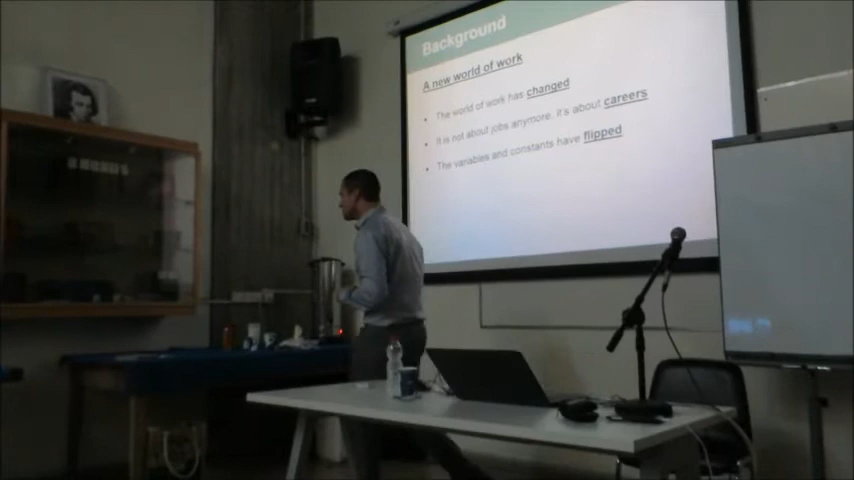 Background
A new world of work
• The world of work has changed
• It is not about jobs anymore, it's about careers
• The variables and constants have flipped